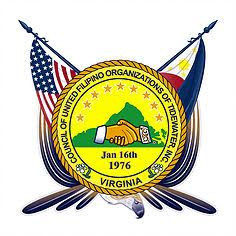 COUNCIL OF UNITED FILIPINO ORGANIZATIONS OF TIDEWATER, INC.
Jan 16th
1976
VIRGINIA